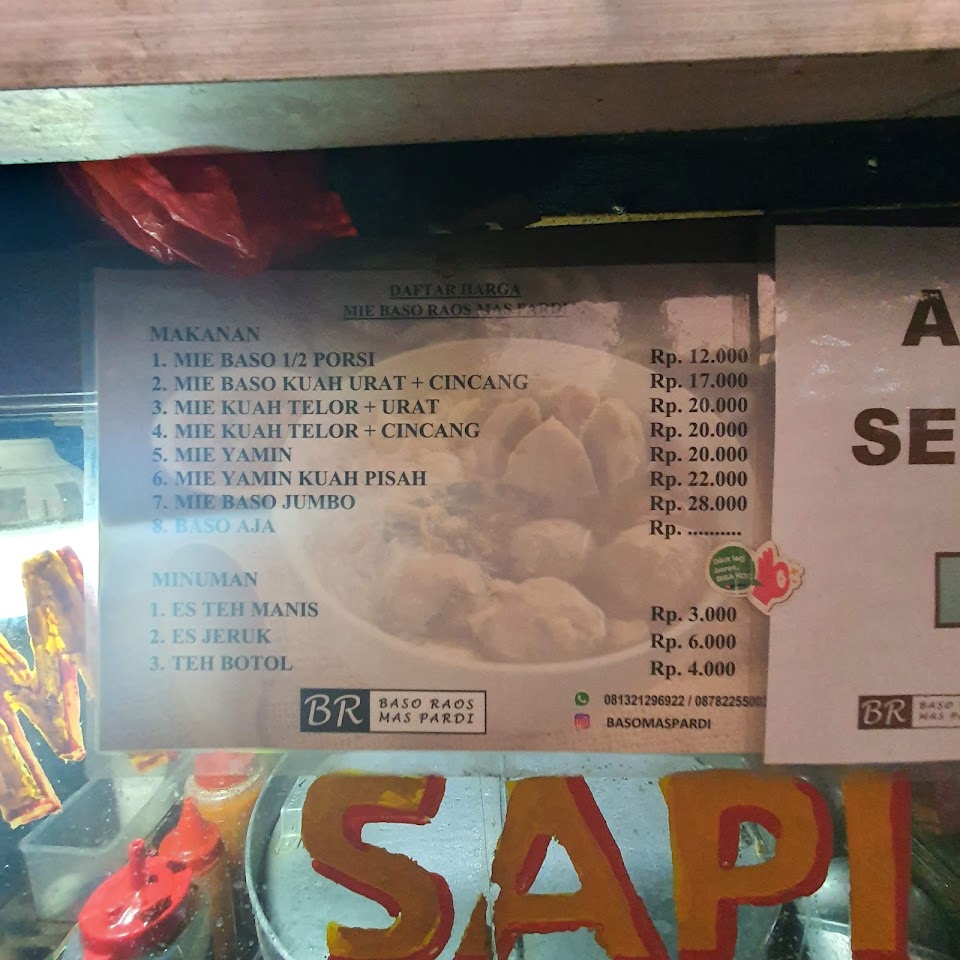 DAFTAR HARGA
MIE BASO RAOS MAS PARDI
MAKANAN
1. MIE BASO 1/2 PORSI Rp. 12.000
2. MIE BASO KUAH URAT + CINCANG Rp. 17.000
3. MIE KUAH TELOR + URAT Rp. 20.000
4. MIE KUAH TELOR + CINCANG Rp. 20.000
5. MIE YAMIN Rp. 20.000
6. MIE YAMIN KUAH PISAH Rp. 22.000
7. MIE BASO JUMBO Rp. 28.000
8. BASO AJA Rp. ..........
MINUMAN
1. ES TEH MANIS Rp. 3.000
2. ES JERUK Rp. 6.000
3. TEH BOTOL Rp. 4.000
BR BASO RAOS
MAS PARDI
081321296922 /
BASOMASPARDI
A
SE
BR BASO
MAS
SAPI